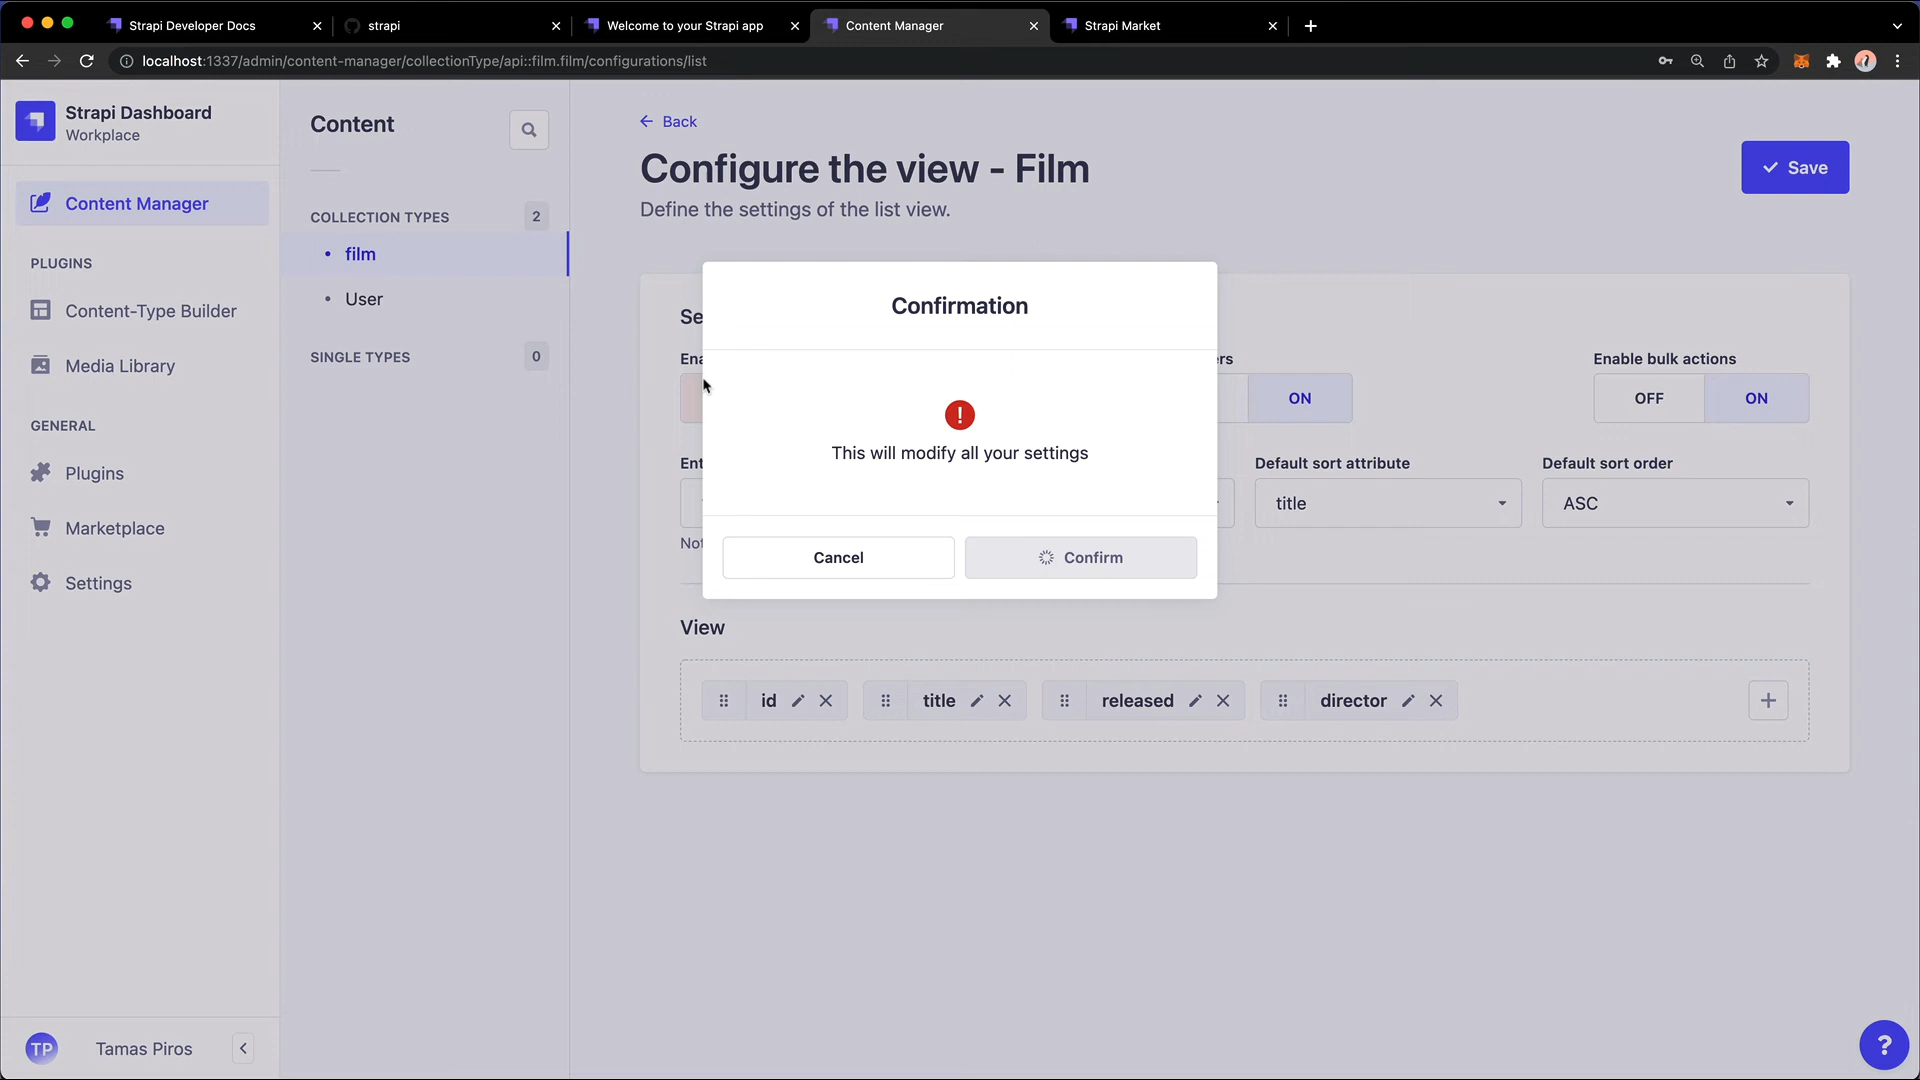 Strapi Developer Docs
strapi
Welcome to your Strapi app
Content Manager
Strapi Market
localhost:1337/admin/content-manager/collectionType/api::film.film/configurations/list
Strapi Dashboard
Workplace
Content Manager
PLUGINS
Content-Type Builder
Media Library
GENERAL
Plugins
Marketplace
Settings
TP
Tamas Piros
Content
COLLECTION TYPES
2
film
User
SINGLE TYPES
0
Back
Configure the view - Film
Define the settings of the list view.
Save
Se
Ena
ers
ON
Enable bulk actions
OFF
ON
Ent
Default sort attribute
title
Default sort order
ASC
Not
Confirmation
!
This will modify all your settings
Cancel
Confirm
View
id
title
released
director
?